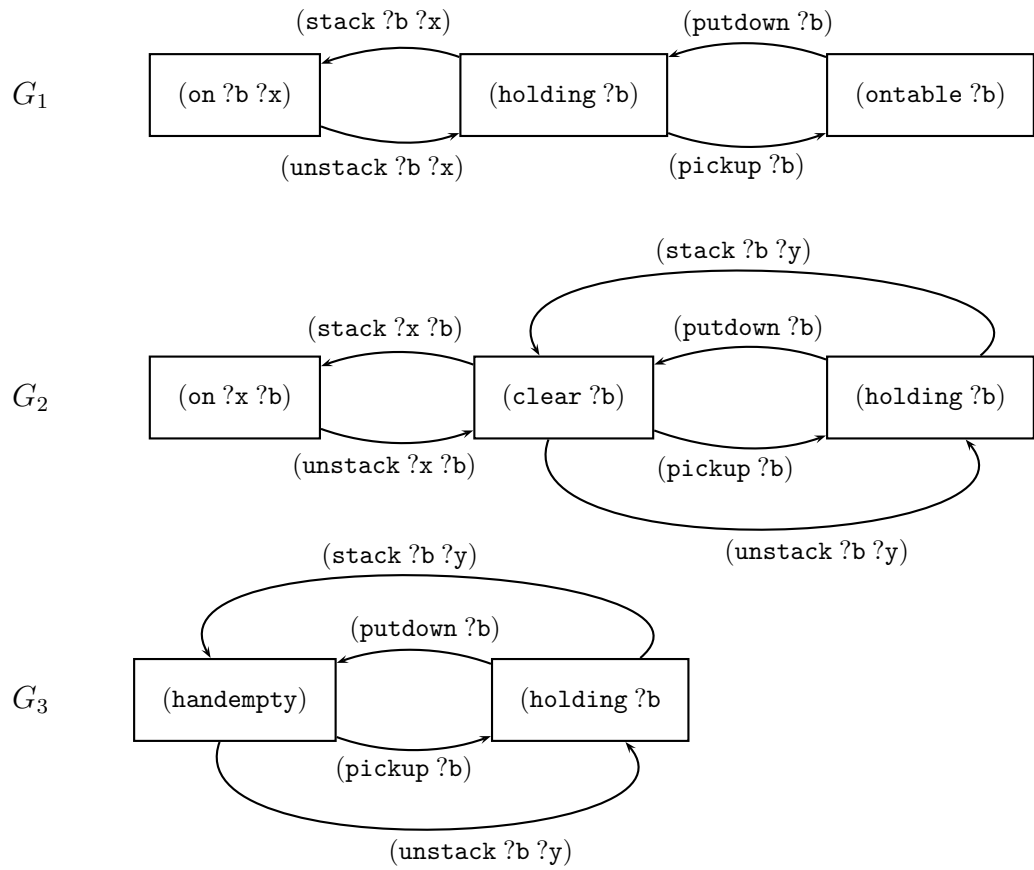 (stack ?b ?x) (putdown ?b)
G1 (on ?b ?x) (holding ?b) (ontable ?b)
(unstack ?b ?x) (pickup ?b)
(stack ?b ?y)
(stack ?x ?b) (putdown ?b)
G2 (on ?x ?b) (clear ?b) (holding ?b)
(unstack ?x ?b) (pickup ?b)
(unstack ?b ?y)
(stack ?b ?y)
(putdown ?b)
G3 (handempty) (holding ?b
(pickup ?b)
(unstack ?b ?y)